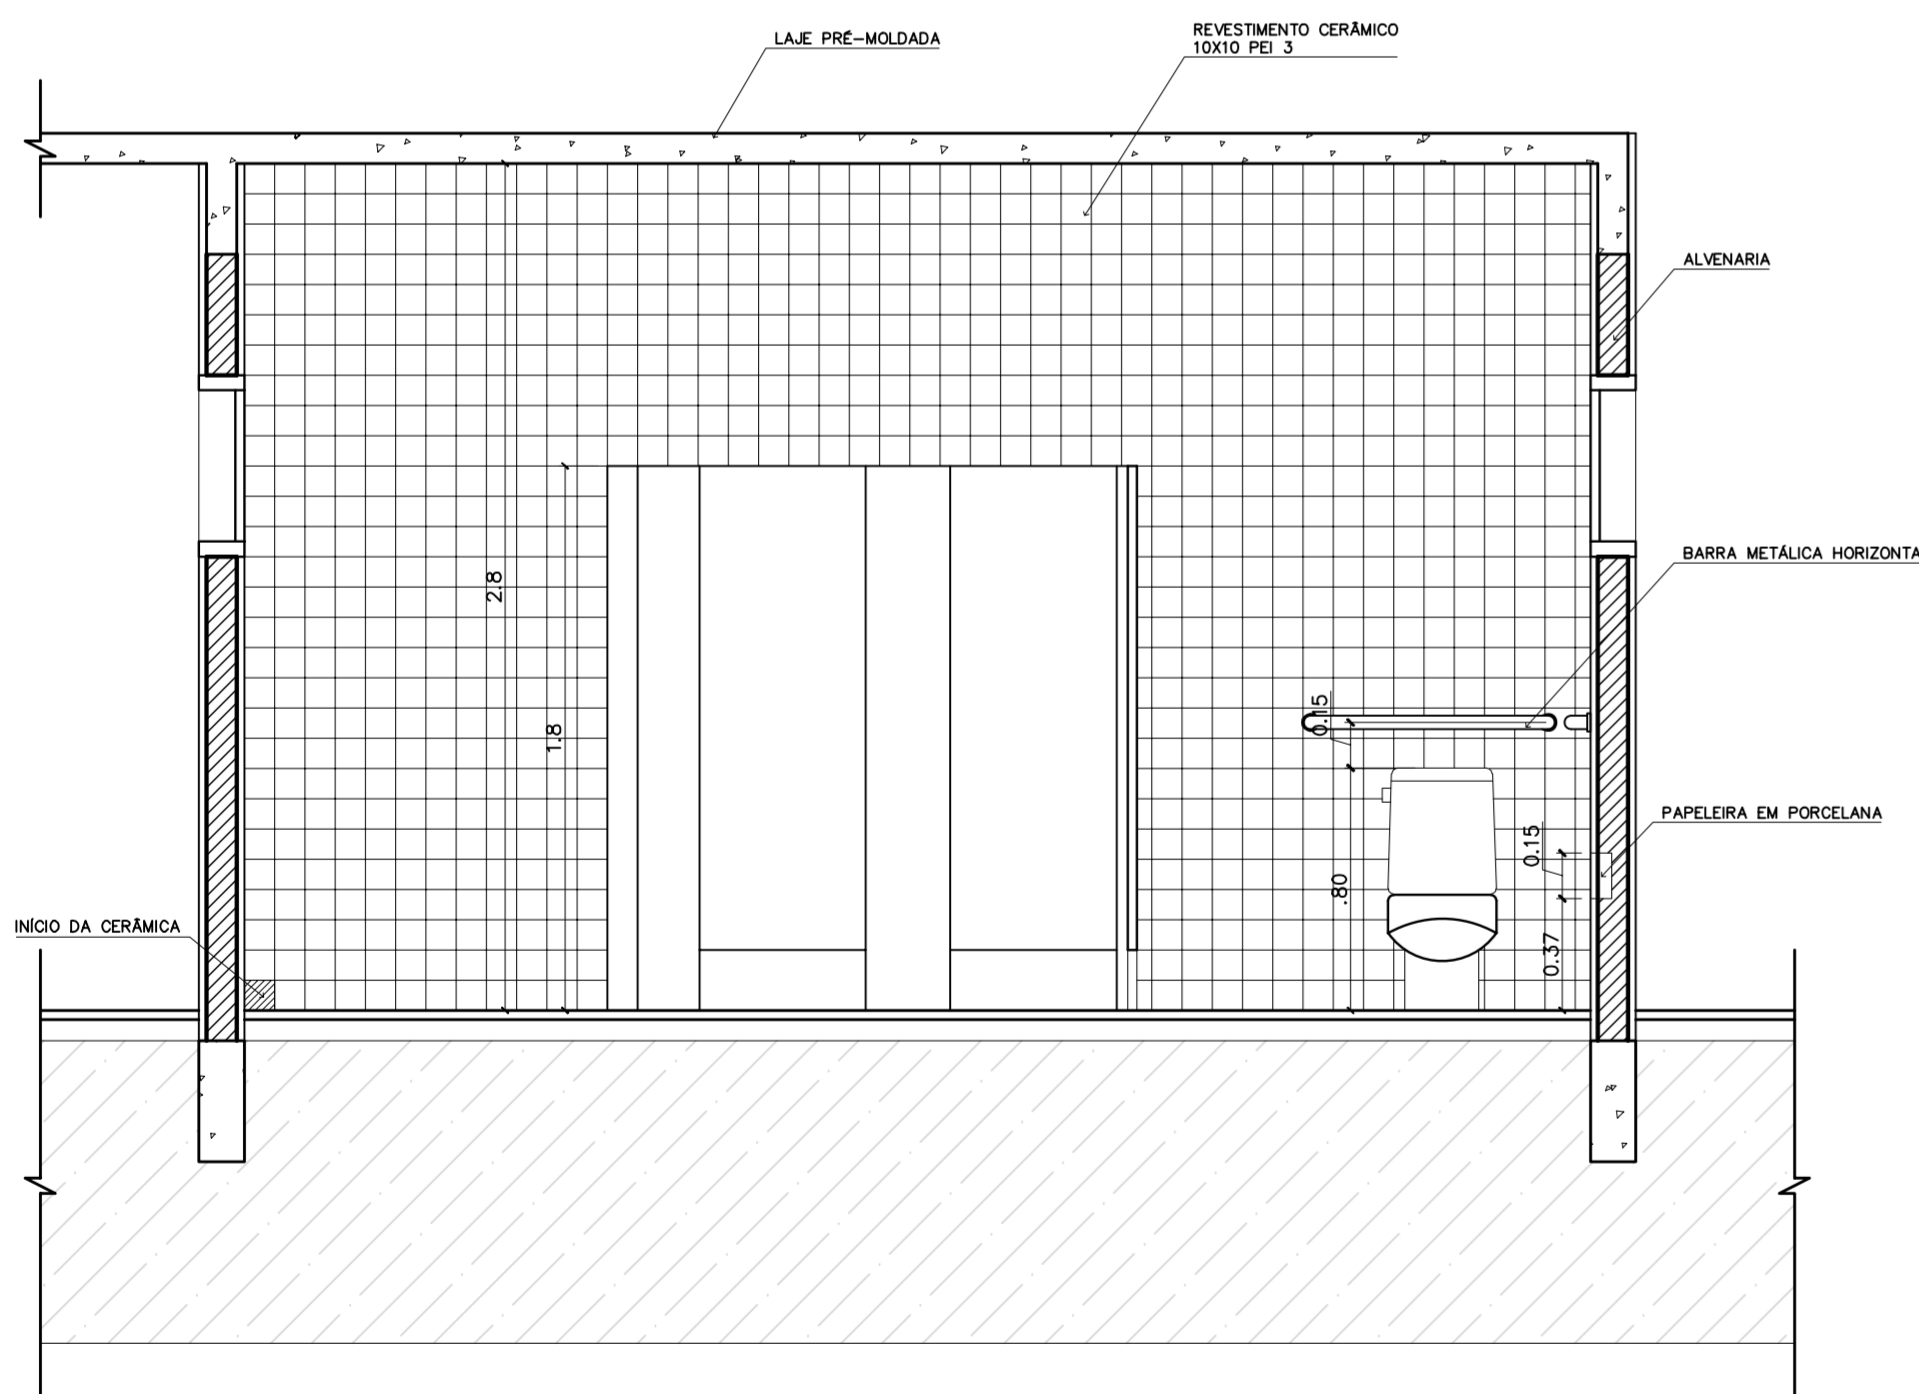 LAJE PRÉ-MOLDADA
REVESTIMENTO CERÂMICO
10X10 PEI 3
ALVENARIA
BARRA METÁLICA HORIZONTA
2.8
1.8
0.15
PAPELEIRA EM PORCELANA
0.15
.80
INÍCIO DA CERÂMICA
0.37